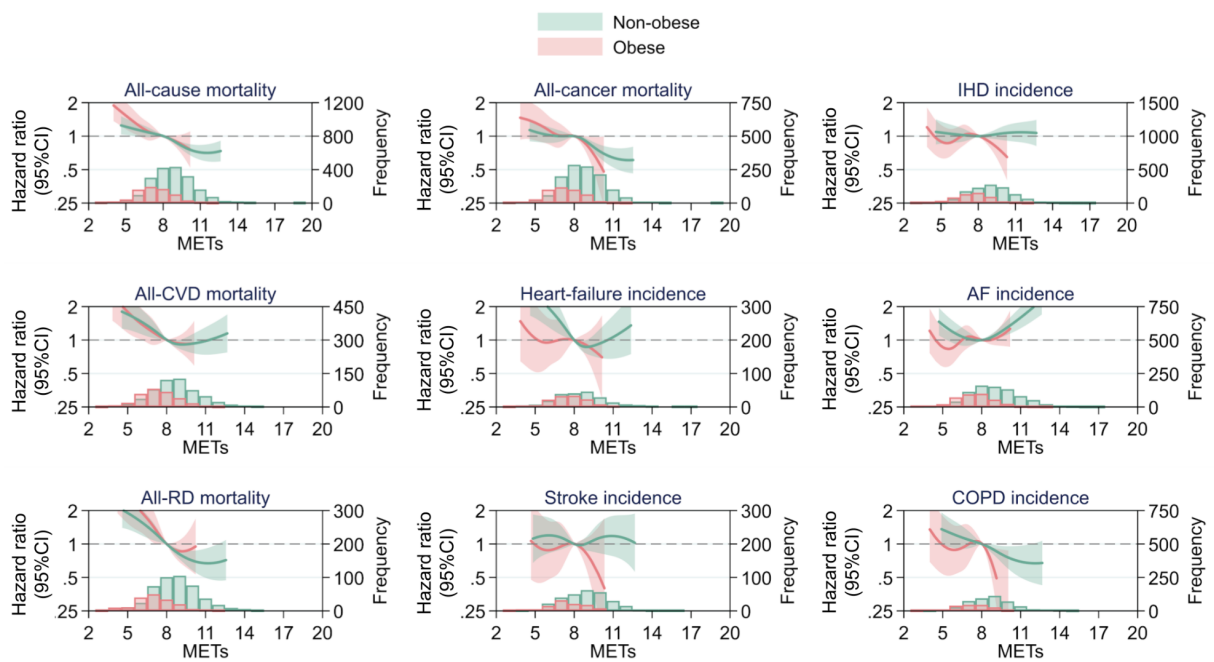 Non-obese
Obese
All-cause mortality
Hazard ratio
(95%CI)
2
1
.5
.25
1200
800
400
0
Frequency
2 5 8 11 14 17 20
METs
All-cancer mortality
Hazard ratio
(95%CI)
2
1
.5
.25
750
500
250
0
Frequency
2 5 8 11 14 17 20
METs
IHD incidence
Hazard ratio
(95%CI)
2
1
.5
.25
1500
1000
500
0
Frequency
2 5 8 11 14 17 20
METs
All-CVD mortality
Hazard ratio
(95%CI)
2
1
.5
.25
450
300
150
0
Frequency
2 5 8 11 14 17 20
METs
Heart-failure incidence
Hazard ratio
(95%CI)
2
1
.5
.25
300
200
100
0
Frequency
2 5 8 11 14 17 20
METs
AF incidence
Hazard ratio
(95%CI)
2
1
.5
.25
750
500
250
0
Frequency
2 5 8 11 14 17 20
METs
All-RD mortality
Hazard ratio
(95%CI)
2
1
.5
.25
300
200
100
0
Frequency
2 5 8 11 14 17 20
METs
Stroke incidence
Hazard ratio
(95%CI)
2
1
.5
.25
300
200
100
0
Frequency
2 5 8 11 14 17 20
METs
COPD incidence
Hazard ratio
(95%CI)
2
1
.5
.25
750
500
250
0
Frequency
2 5 8 11 14 17 20
METs